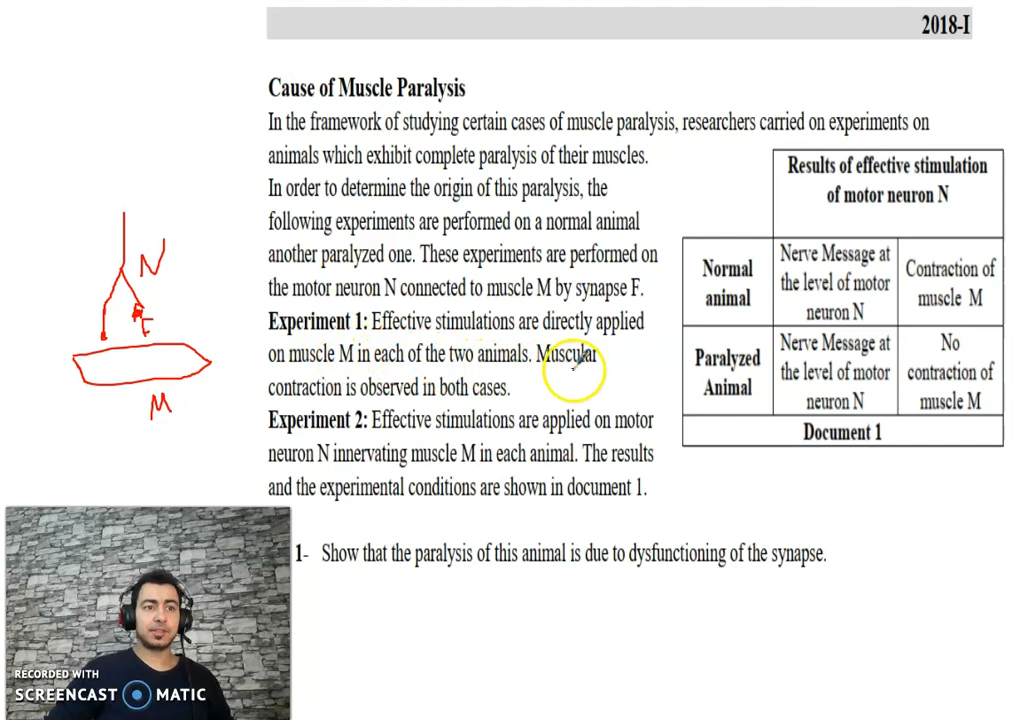 2018-I
Cause of Muscle Paralysis
In the framework of studying certain cases of muscle paralysis, researchers carried on experiments on
animals which exhibit complete paralysis of their muscles.
In order to determine the origin of this paralysis, the
following experiments are performed on a normal animal
another paralyzed one. These experiments are performed on
the motor neuron N connected to muscle M by synapse F.
Experiment 1: Effective stimulations are directly applied
on muscle M in each of the two animals. Muscular
contraction is observed in both cases.
Experiment 2: Effective stimulations are applied on motor
neuron N innervating muscle M in each animal. The results
and the experimental conditions are shown in document 1.
Results of effective stimulation
of motor neuron N
Normal
animal
Nerve Message at
the level of motor
neuron N
Contraction of
muscle M
Paralyzed
Animal
Nerve Message at
the level of motor
neuron N
No
contraction of
muscle M
Document 1
N
F
M
1- Show that the paralysis of this animal is due to dysfunctioning of the synapse.
RECORDED WITH
SCREENCAST MATIC